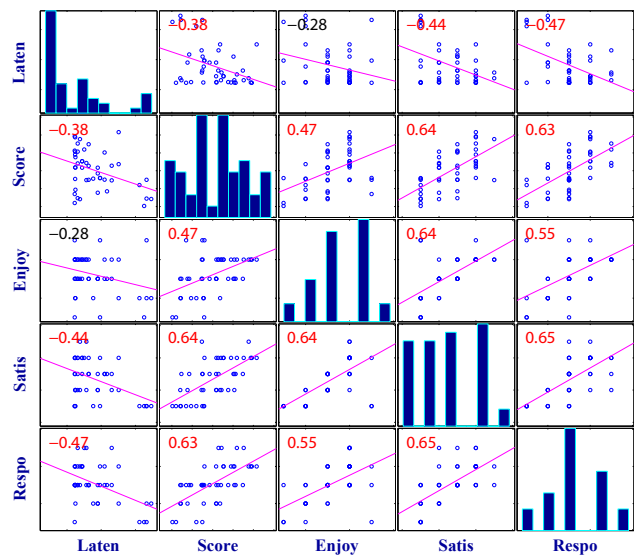 Laten −0.38 −0.28 −0.44 −0.47
Score −0.38 0.47 0.64 0.63
Enjoy −0.28 0.47 0.64 0.55
Satis −0.44 0.64 0.64 0.65
Respo −0.47 0.63 0.55 0.65
Laten Score Enjoy Satis Respo